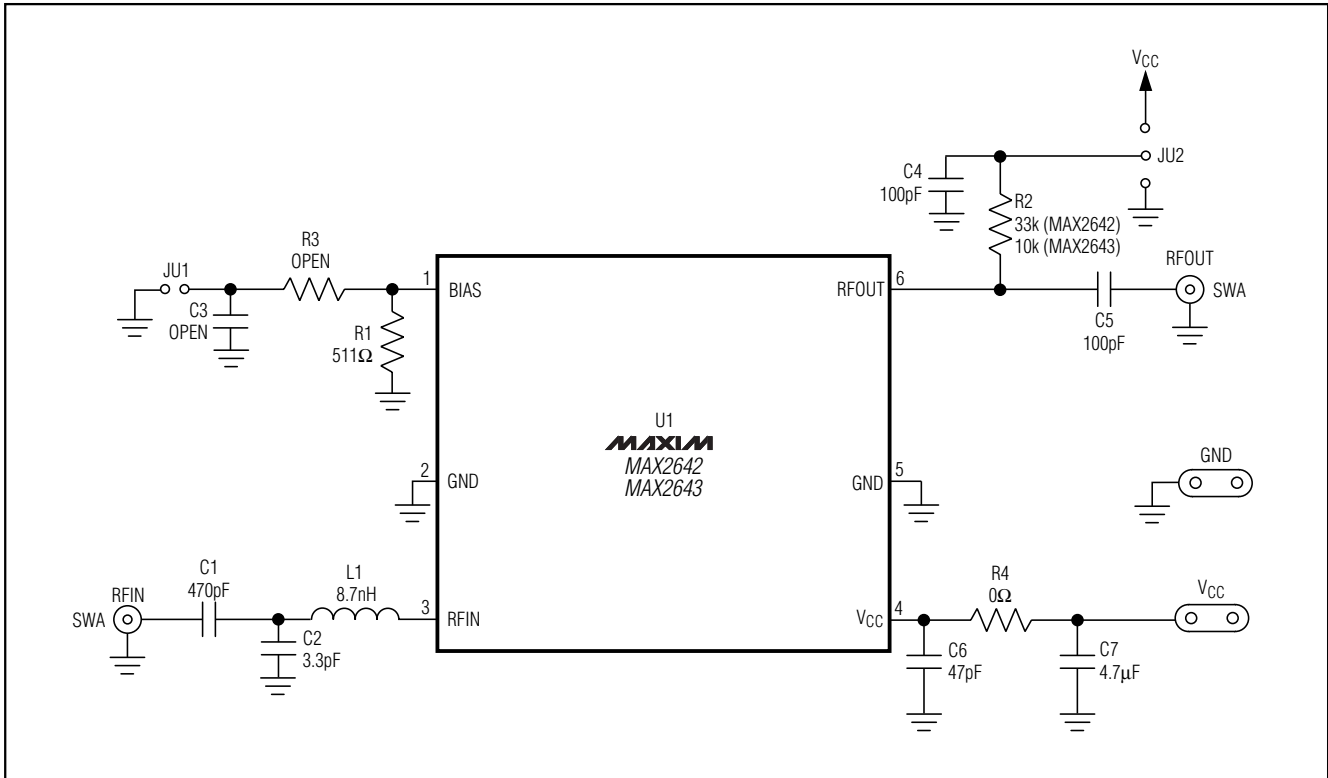 VCC
JU2
C4
100pF
R2
33k (MAX2642)
10k (MAX2643)
R3
OPEN
JU1
C3
OPEN
1
BIAS
R1
511Ω
RFOUT
6
RFOUT
SWA
C5
100pF
U1
MAXIM
MAX2642
MAX2643
2
GND
GND
5
GND
C1
470pF
L1
8.7nH
RFIN
SWA
3
RFIN
C2
3.3pF
VCC
4
R4
0Ω
VCC
C6
47pF
C7
4.7µF